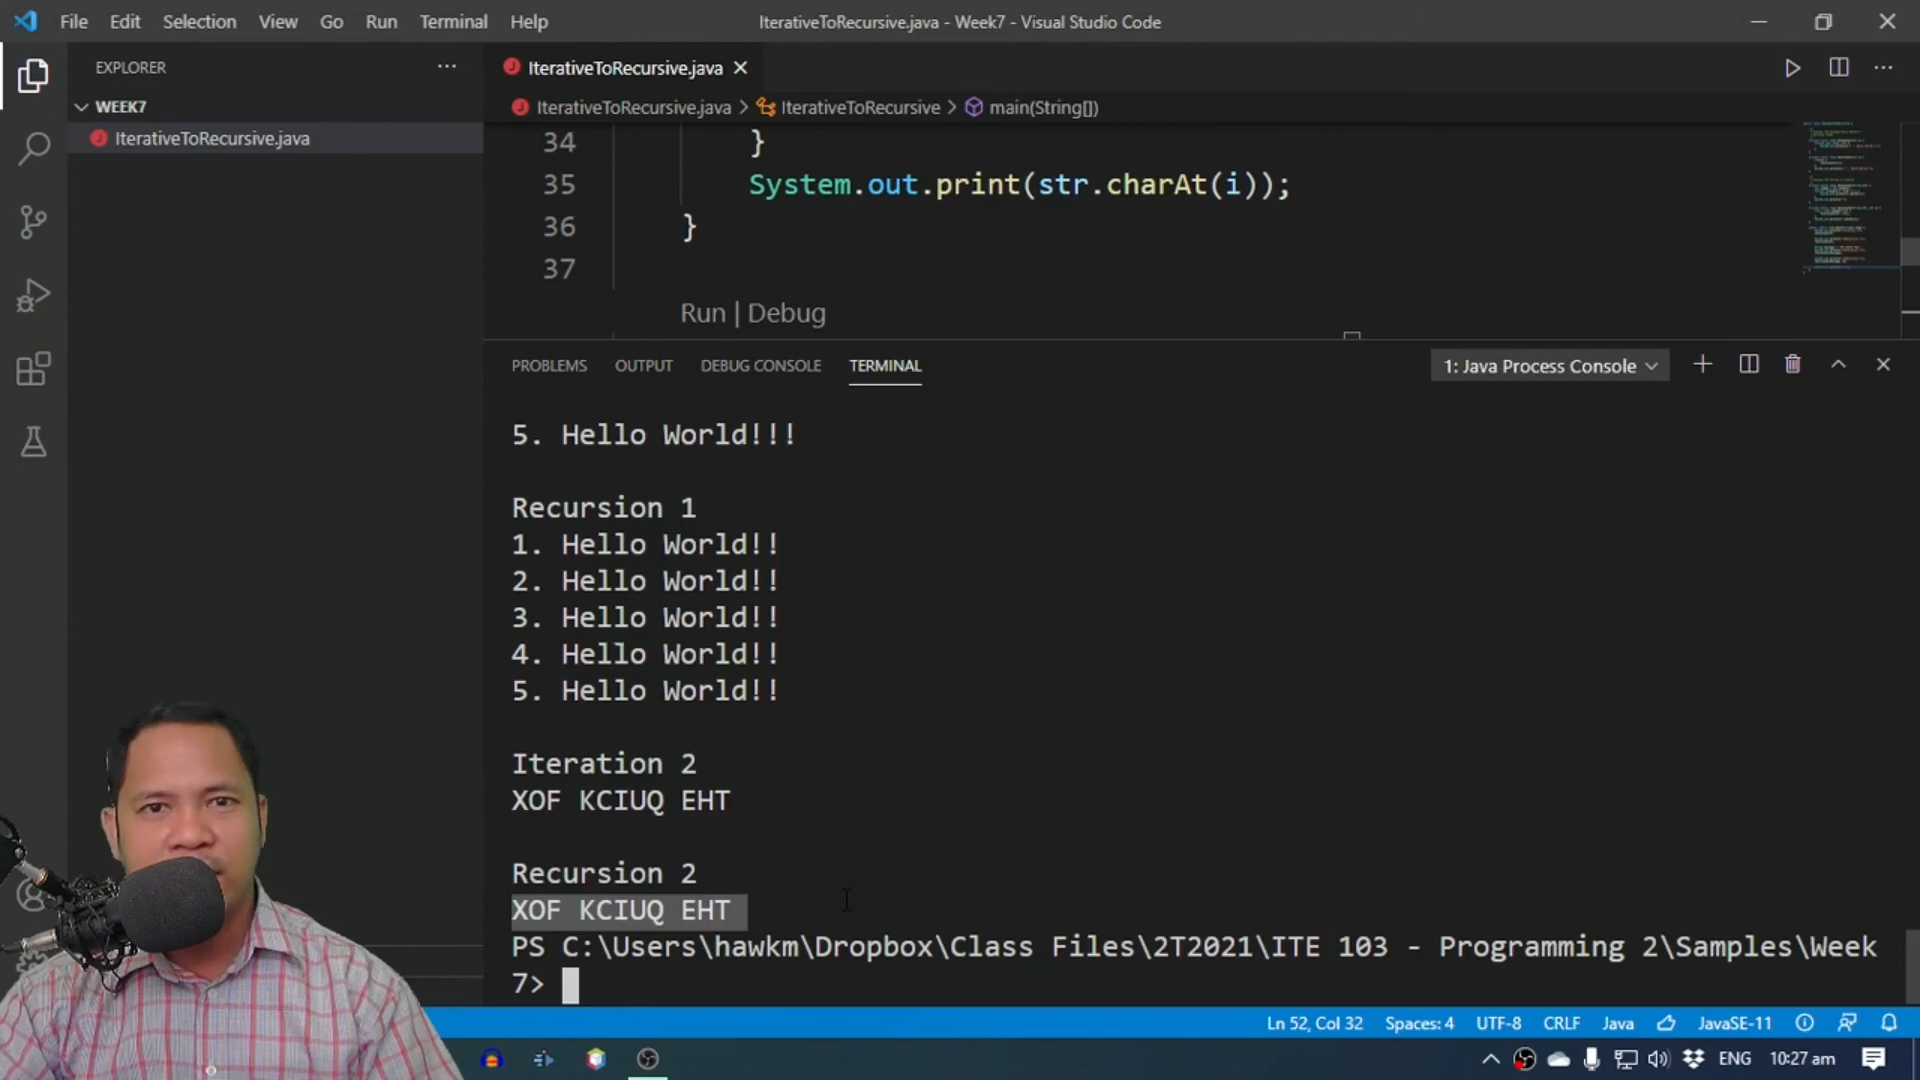 File Edit Selection View Go Run Terminal Help
IterativeToRecursive.java - Week7 - Visual Studio Code
EXPLORER
WEEK7
IterativeToRecursive.java
IterativeToRecursive.java
IterativeToRecursive.java > IterativeToRecursive > main(String[])
34 }
35 System.out.print(str.charAt(i));
36 }
37
Run | Debug
PROBLEMS OUTPUT DEBUG CONSOLE TERMINAL
1: Java Process Console
5. Hello World!!!
Recursion 1
1. Hello World!!
2. Hello World!!
3. Hello World!!
4. Hello World!!
5. Hello World!!
Iteration 2
XOF KCIUQ EHT
Recursion 2
XOF KCIUQ EHT
PS C:\Users\hawkm\Dropbox\Class Files\2T2021\ITE 103 - Programming 2\Samples\Week
7>
Ln 52, Col 32 Spaces: 4 UTF-8 CRLF Java JavaSE-11
ENG 10:27 am